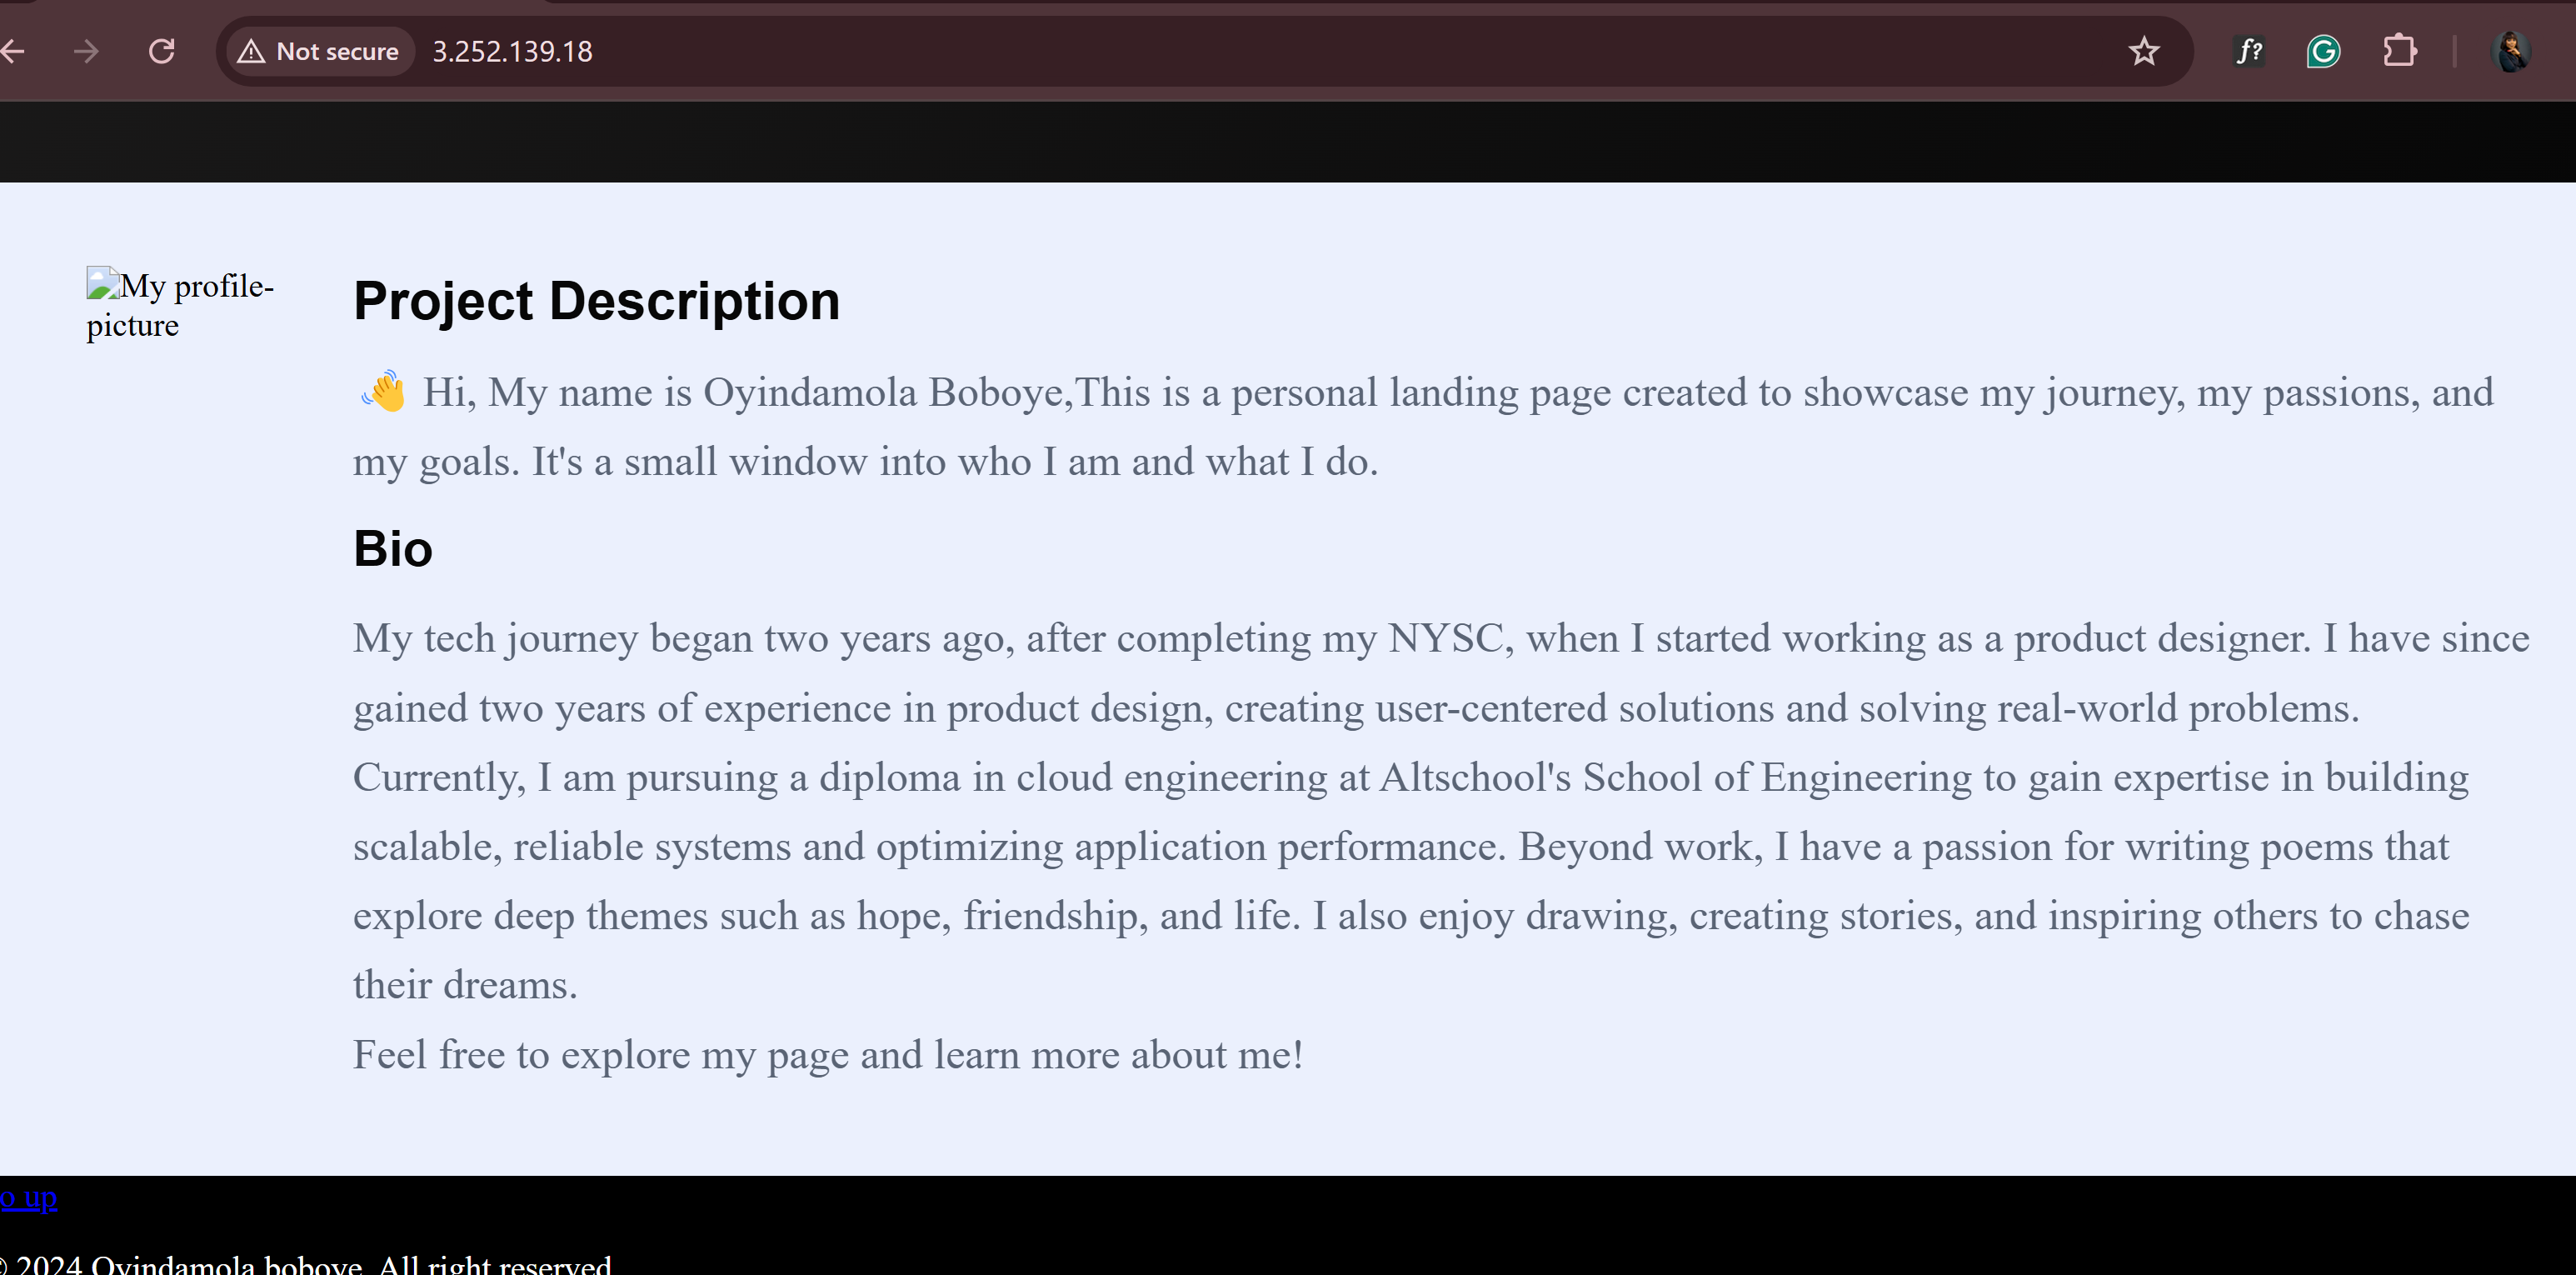 Not secure
3.252.139.18
f?
G
My profile-
picture
Project Description
👋 Hi, My name is Oyindamola Boboye,This is a personal landing page created to showcase my journey, my passions, and
my goals. It's a small window into who I am and what I do.
Bio
My tech journey began two years ago, after completing my NYSC, when I started working as a product designer. I have since
gained two years of experience in product design, creating user-centered solutions and solving real-world problems.
Currently, I am pursuing a diploma in cloud engineering at Altschool's School of Engineering to gain expertise in building
scalable, reliable systems and optimizing application performance. Beyond work, I have a passion for writing poems that
explore deep themes such as hope, friendship, and life. I also enjoy drawing, creating stories, and inspiring others to chase
their dreams.
Feel free to explore my page and learn more about me!
o up
© 2024 Oyindamola boboye. All right reserved